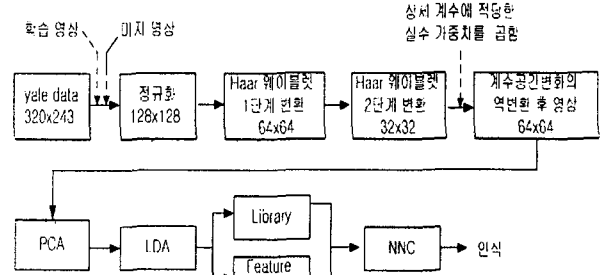 학습 영상
미지 영상
상세 계수에 적당한
실수 가중치를 곱함
yale data
320x243
정규화
128x128
Haar 웨이블릿
1단계 변환
64x64
Haar 웨이블릿
2단계 변환
32x32
계수공간변화의
역변환 후 영상
64x64
PCA
LDA
Library
Feature
NNC
인식